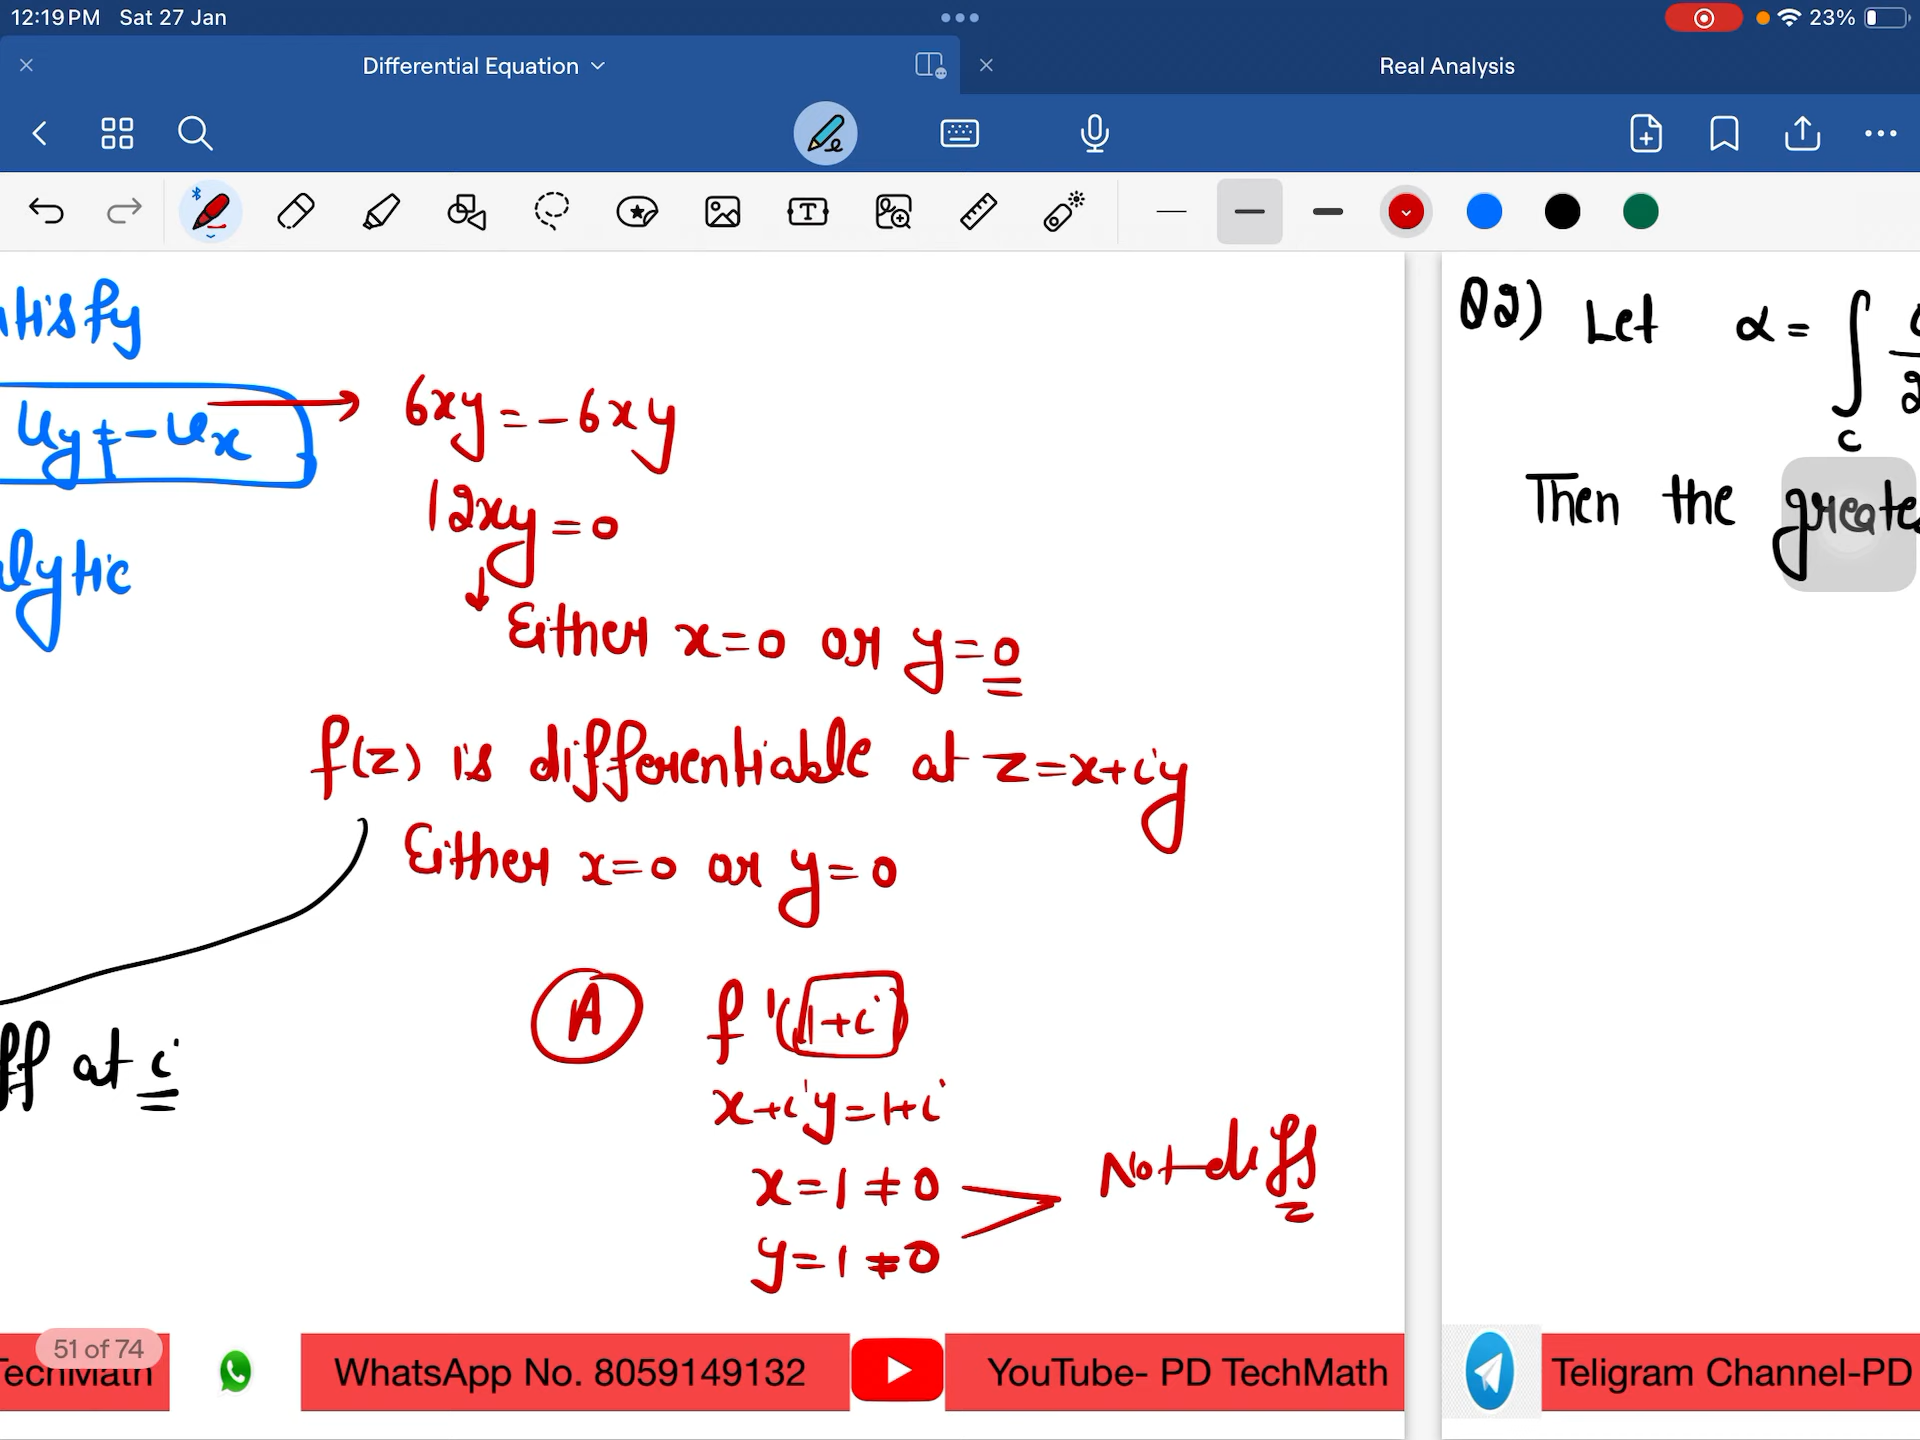 12:19 PM Sat 27 Jan
23%
Differential Equation
Real Analysis
tisfy
Uy = -Vx → 6xy = -6xy
12xy = 0
↓
Either x=0 or y=0
lytic
f(z) is differentiable at z=x+iy
Either x=0 or y=0
ff at i
A f'(1+i)
x+iy=1+i
x=1≠0
y=1≠0
Not diff
Q2) Let α = ∫
C
Then the greate
51 of 74
TechMath
WhatsApp No. 8059149132
YouTube- PD TechMath
Teligram Channel-PD